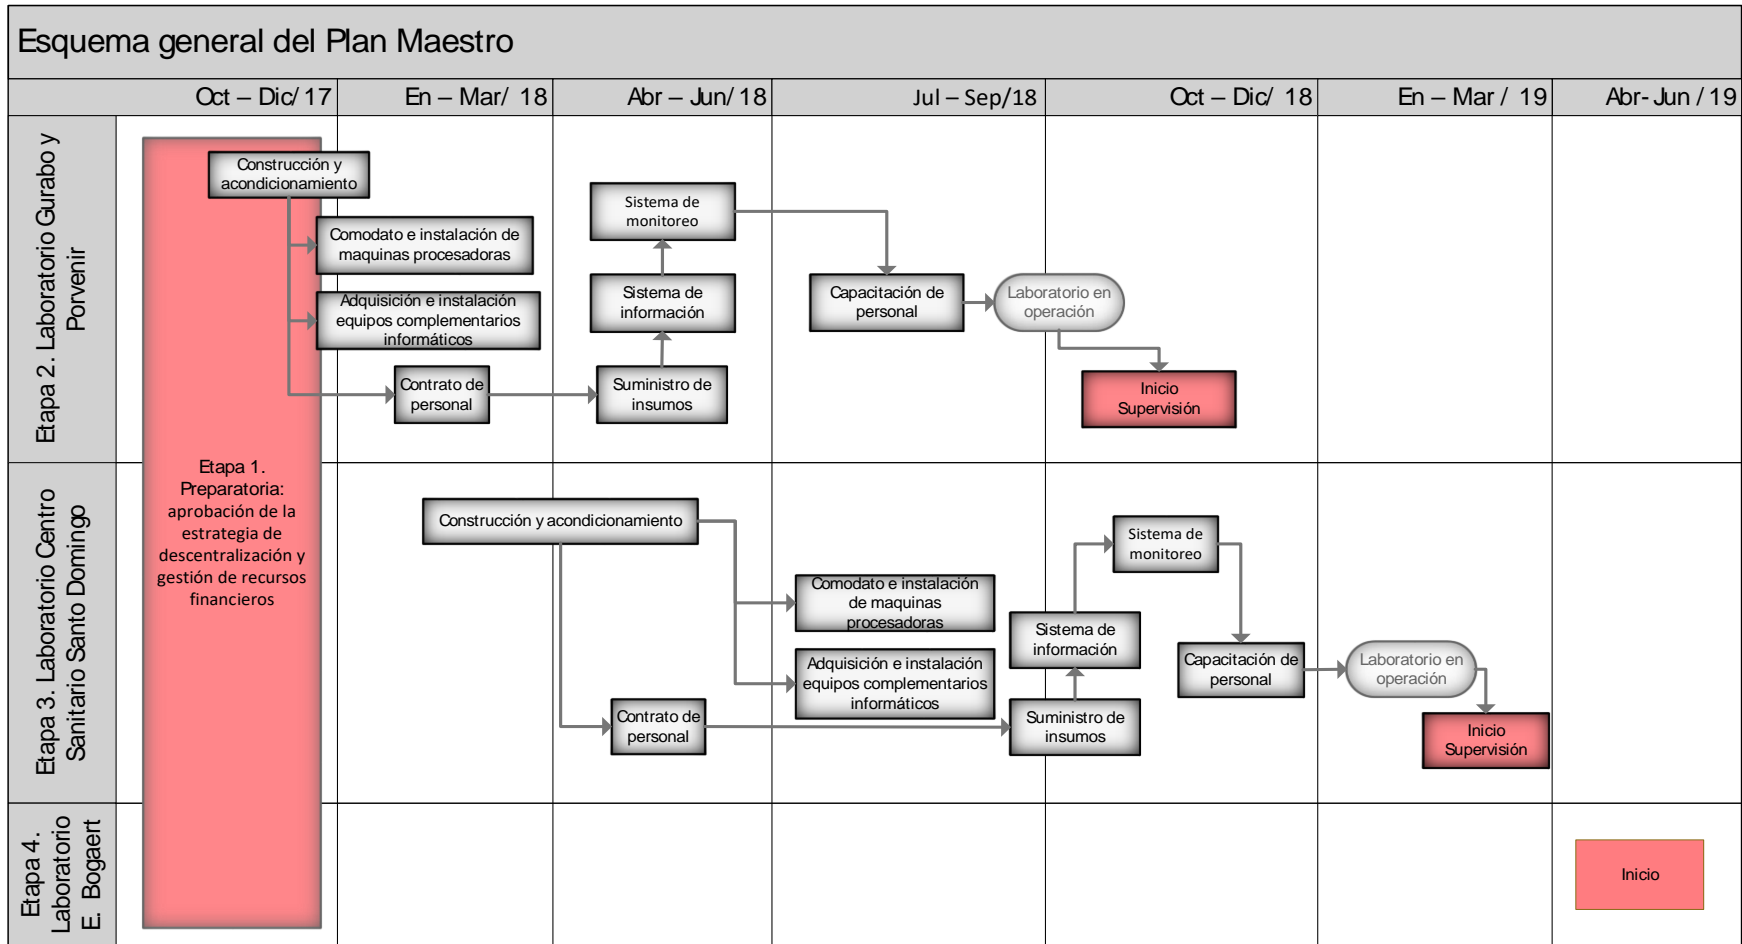 Esquema general del Plan Maestro
Oct – Dic/ 17
En – Mar/ 18
Abr – Jun/ 18
Jul – Sep/18
Oct – Dic/ 18
En – Mar / 19
Abr- Jun / 19
Etapa 2. Laboratorio Gurabo y
Porvenir
Construcción y
acondicionamiento
Comodato e instalación de
maquinas procesadoras
Adquisición e instalación
equipos complementarios
informáticos
Contrato de
personal
Suministro de
insumos
Sistema de
información
Sistema de
monitoreo
Capacitación de
personal
Laboratorio en
operación
Inicio
Supervisión
Etapa 1.
Preparatoria:
aprobación de la
estrategia de
descentralización y
gestión de recursos
financieros
Etapa 3. Laboratorio Centro
Sanitario Santo Domingo
Construcción y acondicionamiento
Comodato e instalación
de maquinas
procesadoras
Adquisición e instalación
equipos complementarios
informáticos
Contrato de
personal
Suministro de
insumos
Sistema de
información
Sistema de
monitoreo
Capacitación de
personal
Laboratorio en
operación
Inicio
Supervisión
Etapa 4.
Laboratorio
E. Bogaert
Inicio